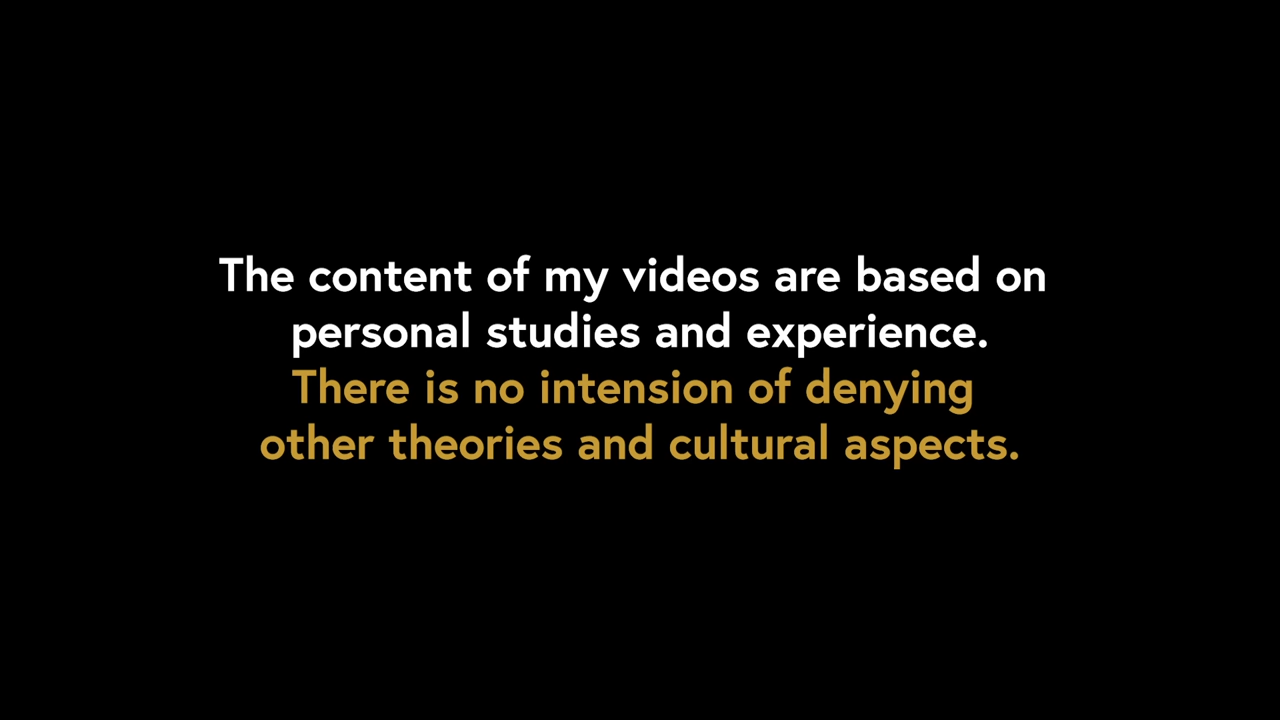 The content of my videos are based on
personal studies and experience.
There is no intension of denying
other theories and cultural aspects.